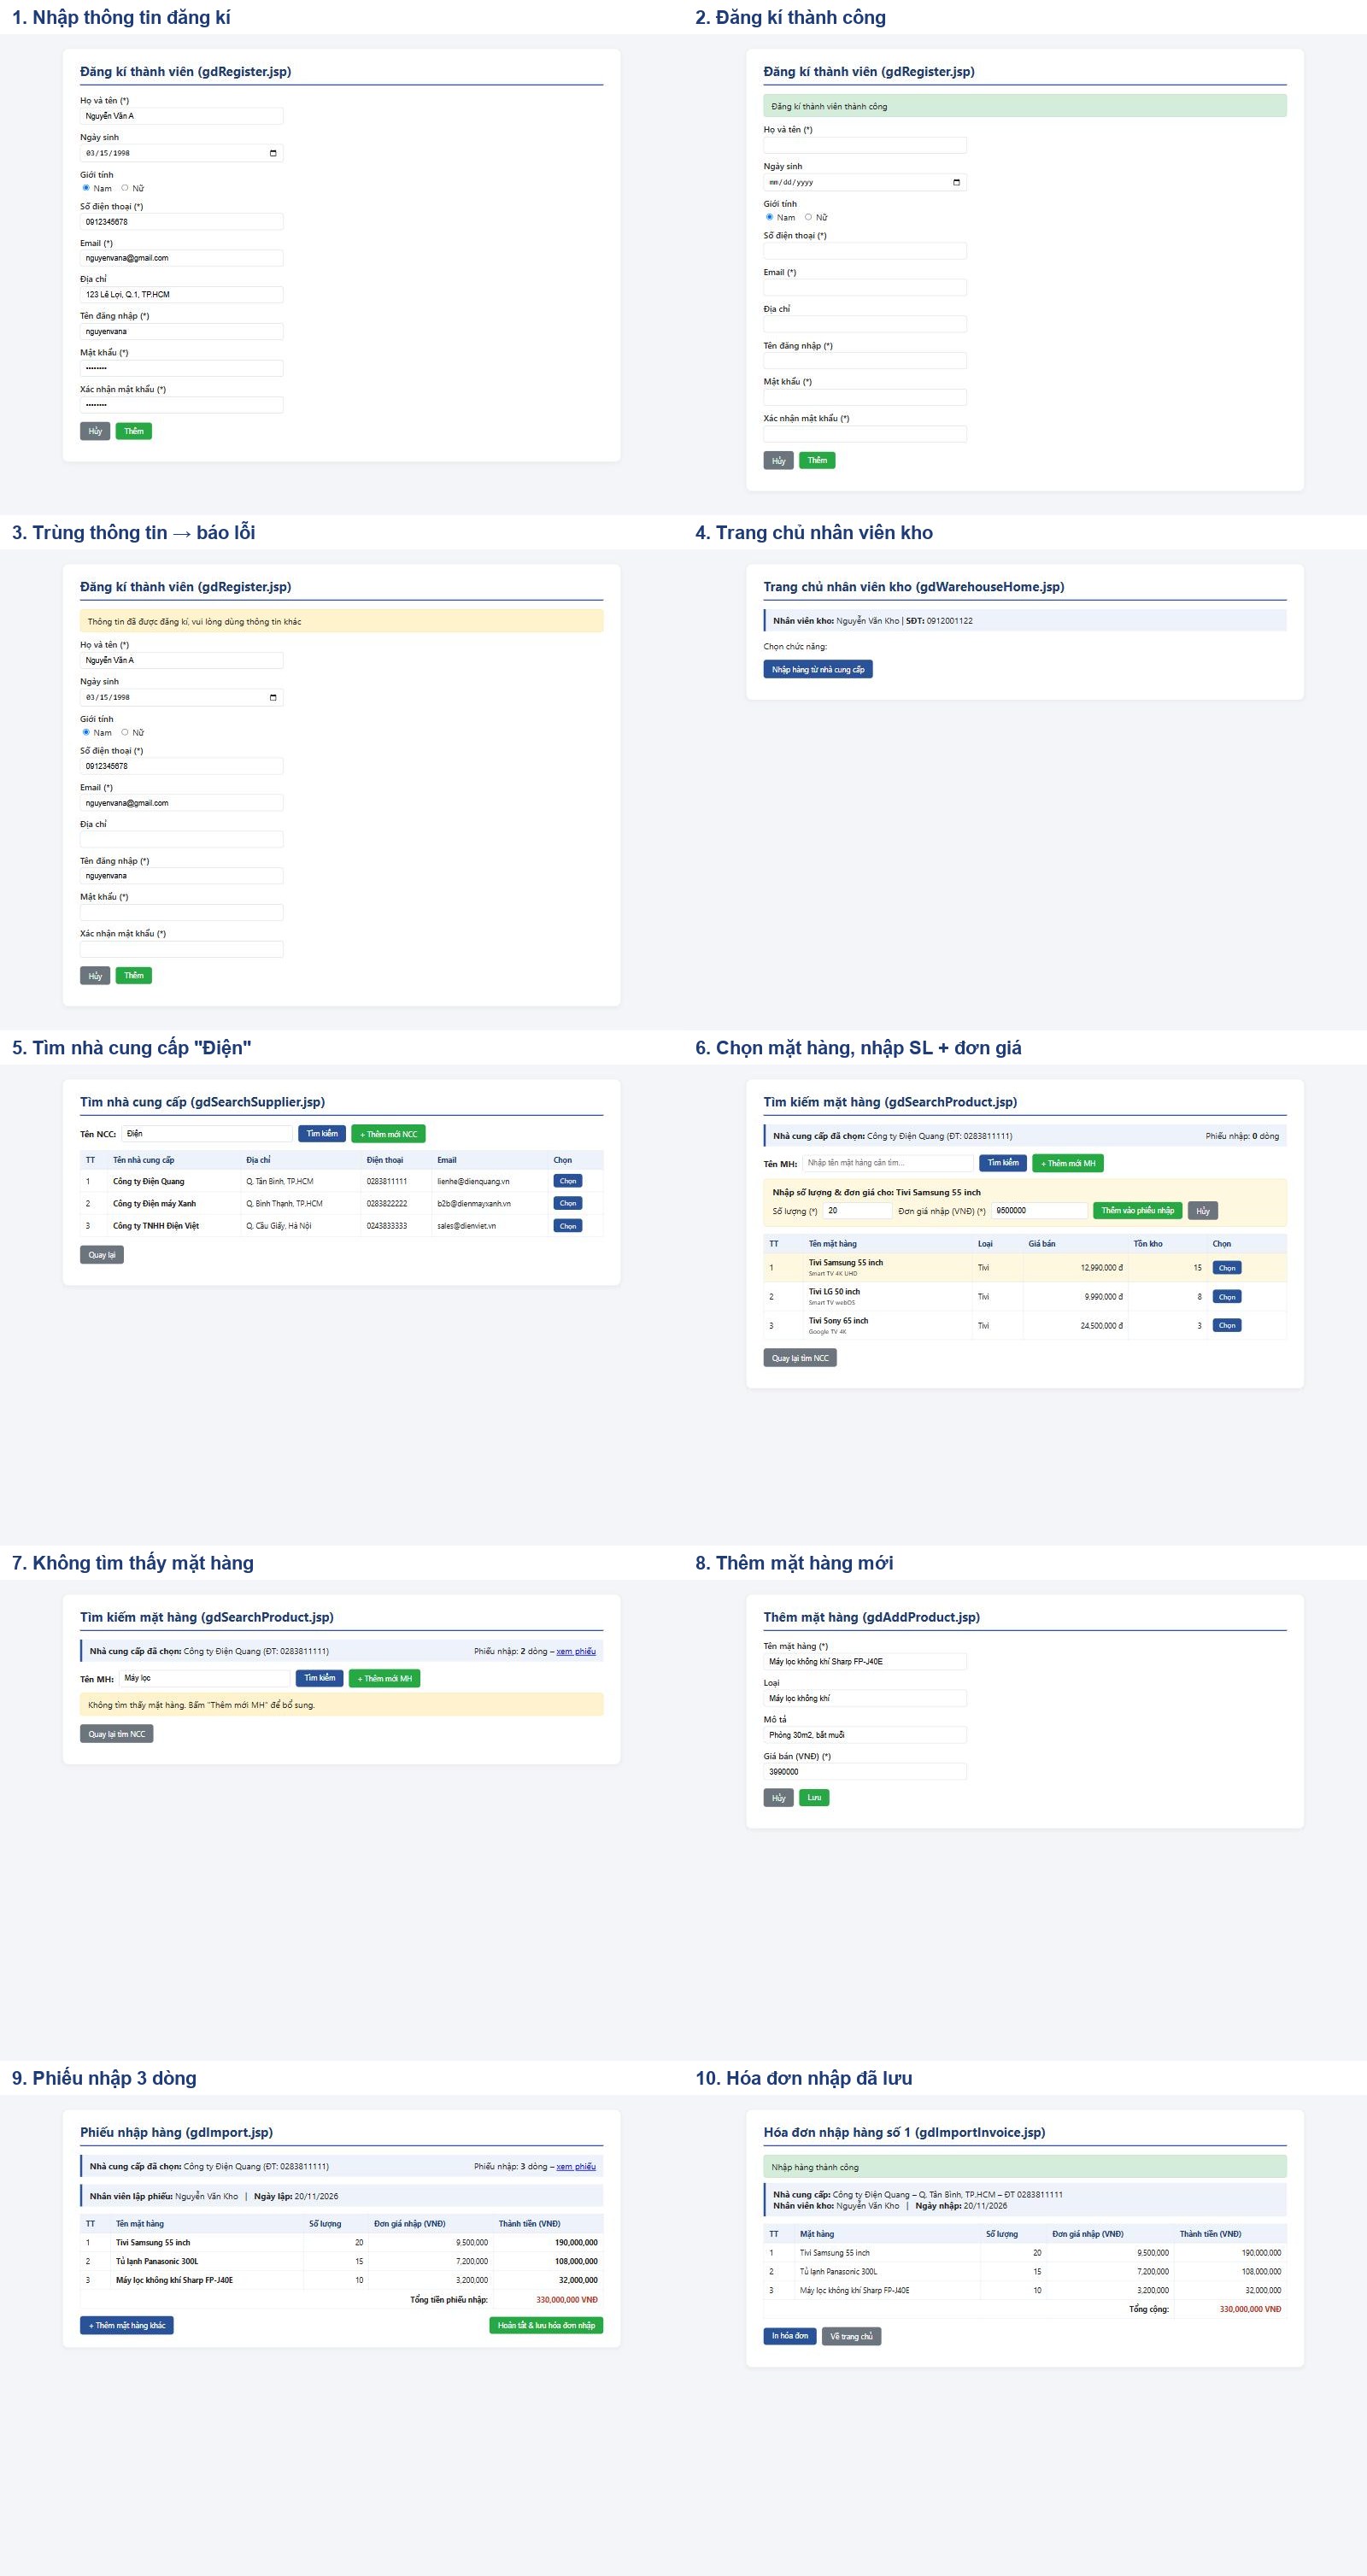 1. Nhập thông tin đăng kí
Đăng kí thành viên (gdRegister.jsp)
Họ và tên (*)
Nguyễn Văn A
Ngày sinh
03/15/1998
Giới tính
Nam Nữ
Số điện thoại (*)
0912345678
Email (*)
nguyenvana@gmail.com
Địa chỉ
123 Lê Lợi, Q.1, TP.HCM
Tên đăng nhập (*)
nguyenvana
Mật khẩu (*)
••••••••
Xác nhận mật khẩu (*)
••••••••
Hủy Thêm
2. Đăng kí thành công
Đăng kí thành viên (gdRegister.jsp)
Đăng kí thành viên thành công
Họ và tên (*)
Ngày sinh
mm/dd/yyyy
Giới tính
Nam Nữ
Số điện thoại (*)
Email (*)
Địa chỉ
Tên đăng nhập (*)
Mật khẩu (*)
Xác nhận mật khẩu (*)
Hủy Thêm
3. Trùng thông tin → báo lỗi
Đăng kí thành viên (gdRegister.jsp)
Thông tin đã được đăng kí, vui lòng dùng thông tin khác
Họ và tên (*)
Nguyễn Văn A
Ngày sinh
03/15/1998
Giới tính
Nam Nữ
Số điện thoại (*)
0912345678
Email (*)
nguyenvana@gmail.com
Địa chỉ
Tên đăng nhập (*)
nguyenvana
Mật khẩu (*)
Xác nhận mật khẩu (*)
Hủy Thêm
4. Trang chủ nhân viên kho
Trang chủ nhân viên kho (gdWarehouseHome.jsp)
Nhân viên kho: Nguyễn Văn Kho | SĐT: 0912001122
Chọn chức năng:
Nhập hàng từ nhà cung cấp
5. Tìm nhà cung cấp "Điện"
Tìm nhà cung cấp (gdSearchSupplier.jsp)
Tên NCC: Điện Tìm kiếm + Thêm mới NCC
TT Tên nhà cung cấp Địa chỉ Điện thoại Email Chọn
1 Công ty Điện Quang Q. Tân Bình, TP.HCM 0283811111 lienhe@dienquang.vn Chọn
2 Công ty Điện máy Xanh Q. Bình Thạnh, TP.HCM 0283822222 b2b@dienmayxanh.vn Chọn
3 Công ty TNHH Điện Việt Q. Cầu Giấy, Hà Nội 0243833333 sales@dienviet.vn Chọn
Quay lại
6. Chọn mặt hàng, nhập SL + đơn giá
Tìm kiếm mặt hàng (gdSearchProduct.jsp)
Nhà cung cấp đã chọn: Công ty Điện Quang (ĐT: 0283811111) Phiếu nhập: 0 dòng
Tên MH: Nhập tên mặt hàng cần tìm... Tìm kiếm + Thêm mới MH
Nhập số lượng & đơn giá cho: Tivi Samsung 55 inch
Số lượng (*) 20 Đơn giá nhập (VNĐ) (*) 9500000 Thêm vào phiếu nhập Hủy
TT Tên mặt hàng Loại Giá bán Tồn kho Chọn
1 Tivi Samsung 55 inch Tivi 12,990,000 đ 15 Chọn
Smart TV 4K UHD
2 Tivi LG 50 inch Tivi 9,990,000 đ 8 Chọn
Smart TV webOS
3 Tivi Sony 65 inch Tivi 24,500,000 đ 3 Chọn
Google TV 4K
Quay lại tìm NCC
7. Không tìm thấy mặt hàng
Tìm kiếm mặt hàng (gdSearchProduct.jsp)
Nhà cung cấp đã chọn: Công ty Điện Quang (ĐT: 0283811111) Phiếu nhập: 2 dòng – xem phiếu
Tên MH: Máy lọc Tìm kiếm + Thêm mới MH
Không tìm thấy mặt hàng. Bấm "Thêm mới MH" để bổ sung.
Quay lại tìm NCC
8. Thêm mặt hàng mới
Thêm mặt hàng (gdAddProduct.jsp)
Tên mặt hàng (*)
Máy lọc không khí Sharp FP-J40E
Loại
Máy lọc không khí
Mô tả
Phòng 30m2, bắt muỗi
Giá bán (VNĐ) (*)
3990000
Hủy Lưu
9. Phiếu nhập 3 dòng
Phiếu nhập hàng (gdImport.jsp)
Nhà cung cấp đã chọn: Công ty Điện Quang (ĐT: 0283811111) Phiếu nhập: 3 dòng – xem phiếu
Nhân viên lập phiếu: Nguyễn Văn Kho | Ngày lập: 20/11/2026
TT Tên mặt hàng Số lượng Đơn giá nhập (VNĐ) Thành tiền (VNĐ)
1 Tivi Samsung 55 inch 20 9,500,000 190,000,000
2 Tủ lạnh Panasonic 300L 15 7,200,000 108,000,000
3 Máy lọc không khí Sharp FP-J40E 10 3,200,000 32,000,000
Tổng tiền phiếu nhập: 330,000,000 VNĐ
+ Thêm mặt hàng khác Hoàn tất & lưu hóa đơn nhập
10. Hóa đơn nhập đã lưu
Hóa đơn nhập hàng số 1 (gdImportInvoice.jsp)
Nhập hàng thành công
Nhà cung cấp: Công ty Điện Quang – Q. Tân Bình, TP.HCM – ĐT 0283811111
Nhân viên kho: Nguyễn Văn Kho | Ngày nhập: 20/11/2026
TT Mặt hàng Số lượng Đơn giá nhập (VNĐ) Thành tiền (VNĐ)
1 Tivi Samsung 55 inch 20 9,500,000 190,000,000
2 Tủ lạnh Panasonic 300L 15 7,200,000 108,000,000
3 Máy lọc không khí Sharp FP-J40E 10 3,200,000 32,000,000
Tổng cộng: 330,000,000 VNĐ
In hóa đơn Về trang chủ